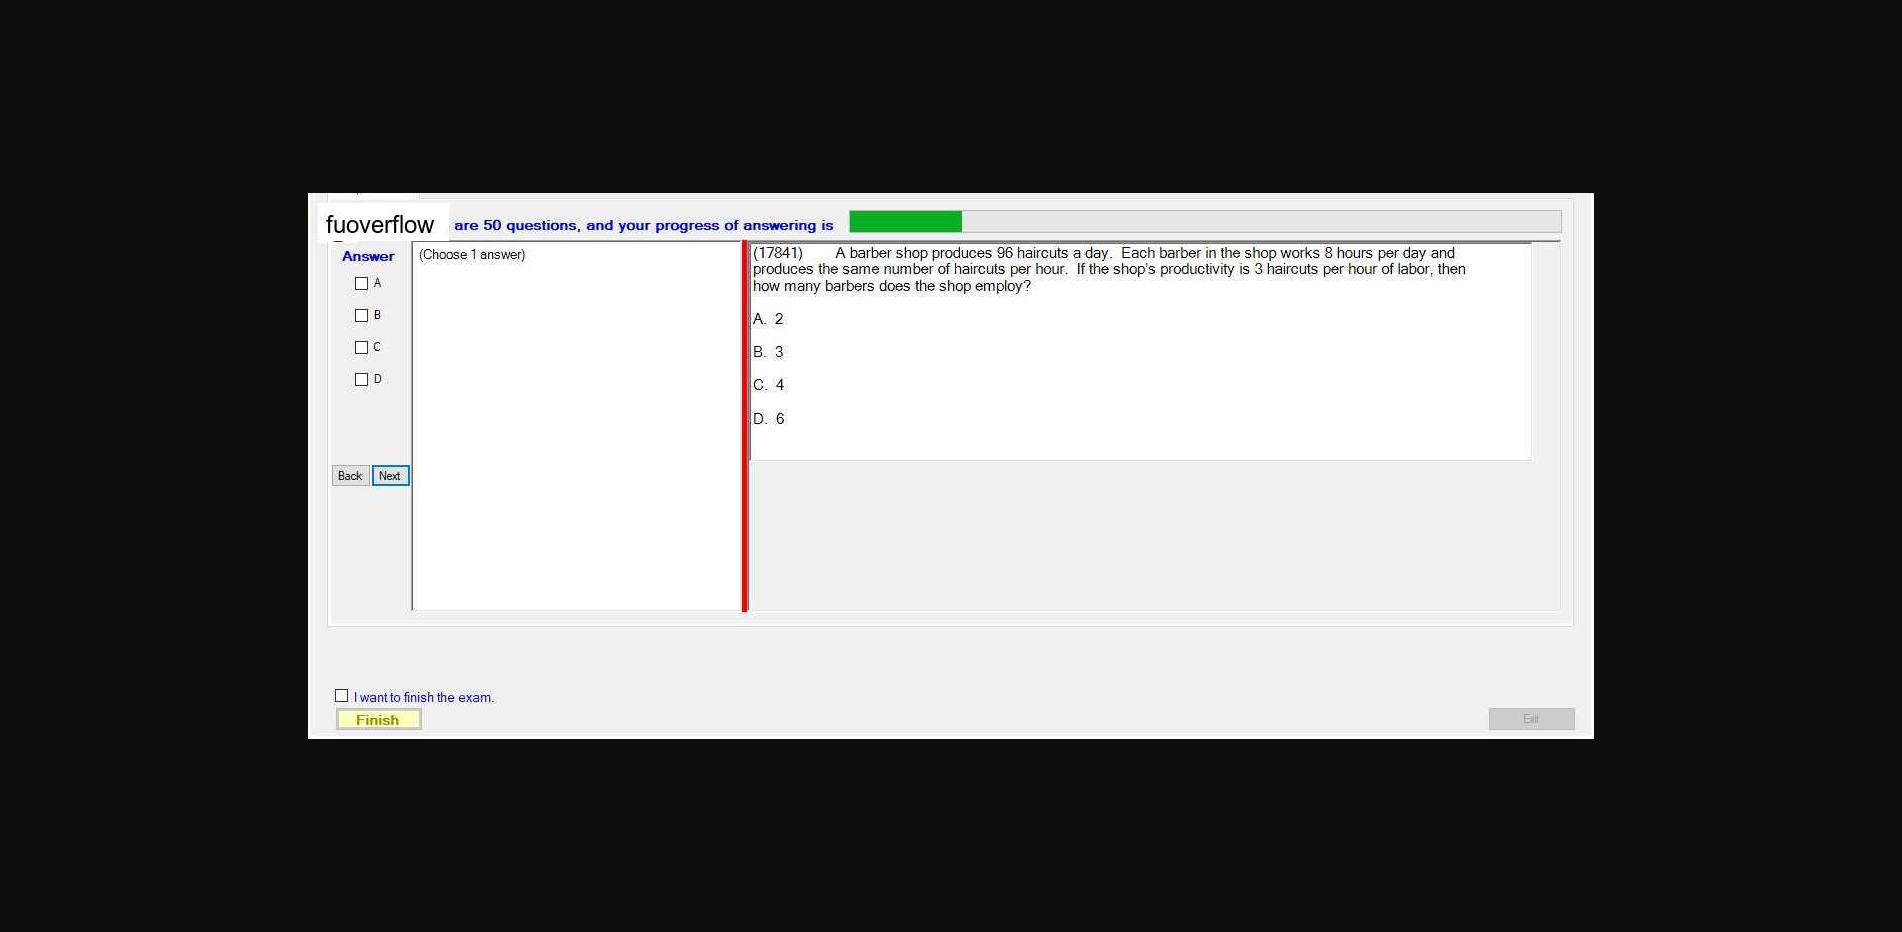 fuoverflow are 50 questions, and your progress of answering is
Answer
(Choose 1 answer)
A
B
C
D
Back
Next
(17841) A barber shop produces 96 haircuts a day. Each barber in the shop works 8 hours per day and
produces the same number of haircuts per hour. If the shop's productivity is 3 haircuts per hour of labor, then
how many barbers does the shop employ?
A. 2
B. 3
C. 4
D. 6
I want to finish the exam.
Finish
Exit